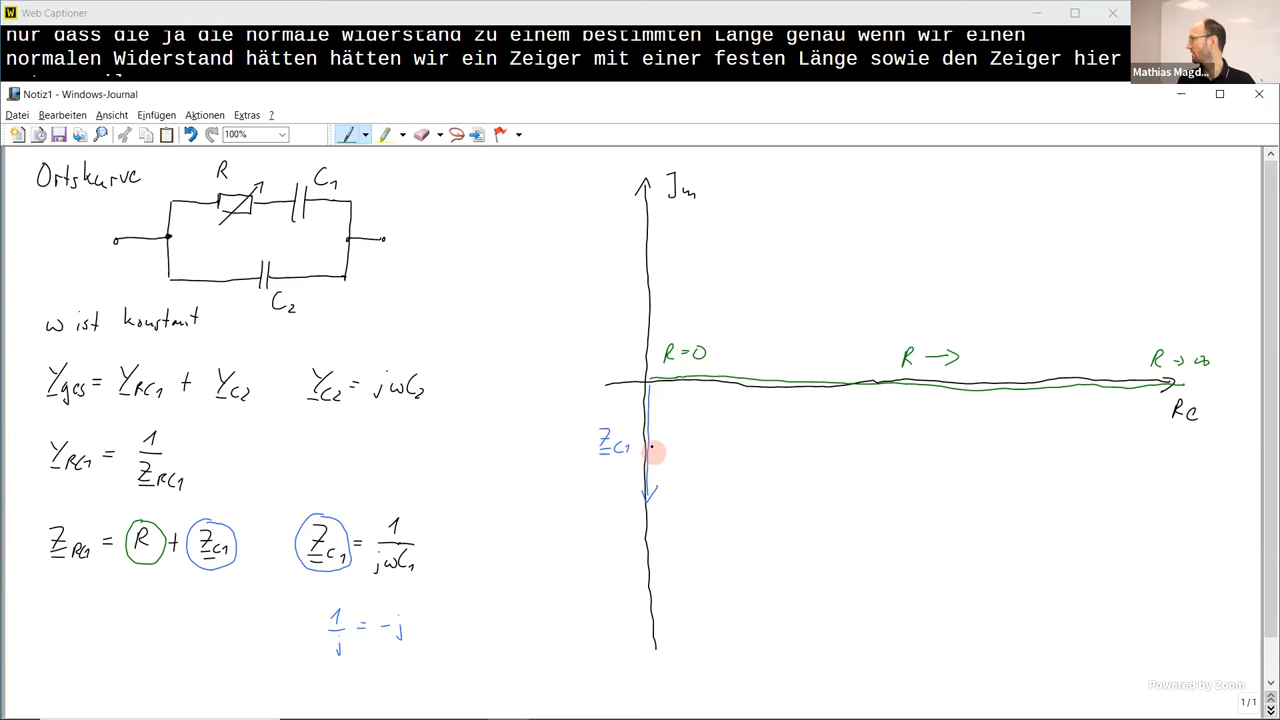 Web Captioner
nur dass die ja die normale Widerstand zu einem bestimmten Länge genau wenn wir einen
normalen Widerstand hätten hätten wir ein Zeiger mit einer festen Länge sowie den Zeiger hier
Mathias Magd...
Notiz1 - Windows-Journal
Datei Bearbeiten Ansicht Einfügen Aktionen Extras ?
100%
Ortskurve
R
C1
C2
Im
ω ist konstant
R=0
R →
R → ∞
Re
Yges = YRC1 + YC2
YC2 = jωC2
YRC1 = 1/ZRC1
ZC1
ZRC1 = R + ZC1
ZC1 = 1/jωC1
1/j = -j
Powered by Zoom
1/1